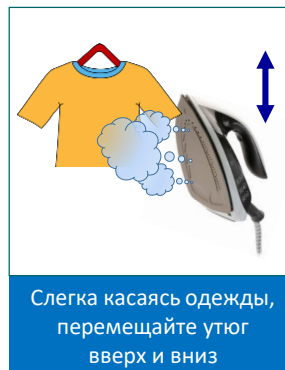 Слегка касаясь одежды,
перемещайте утюг
вверх и вниз